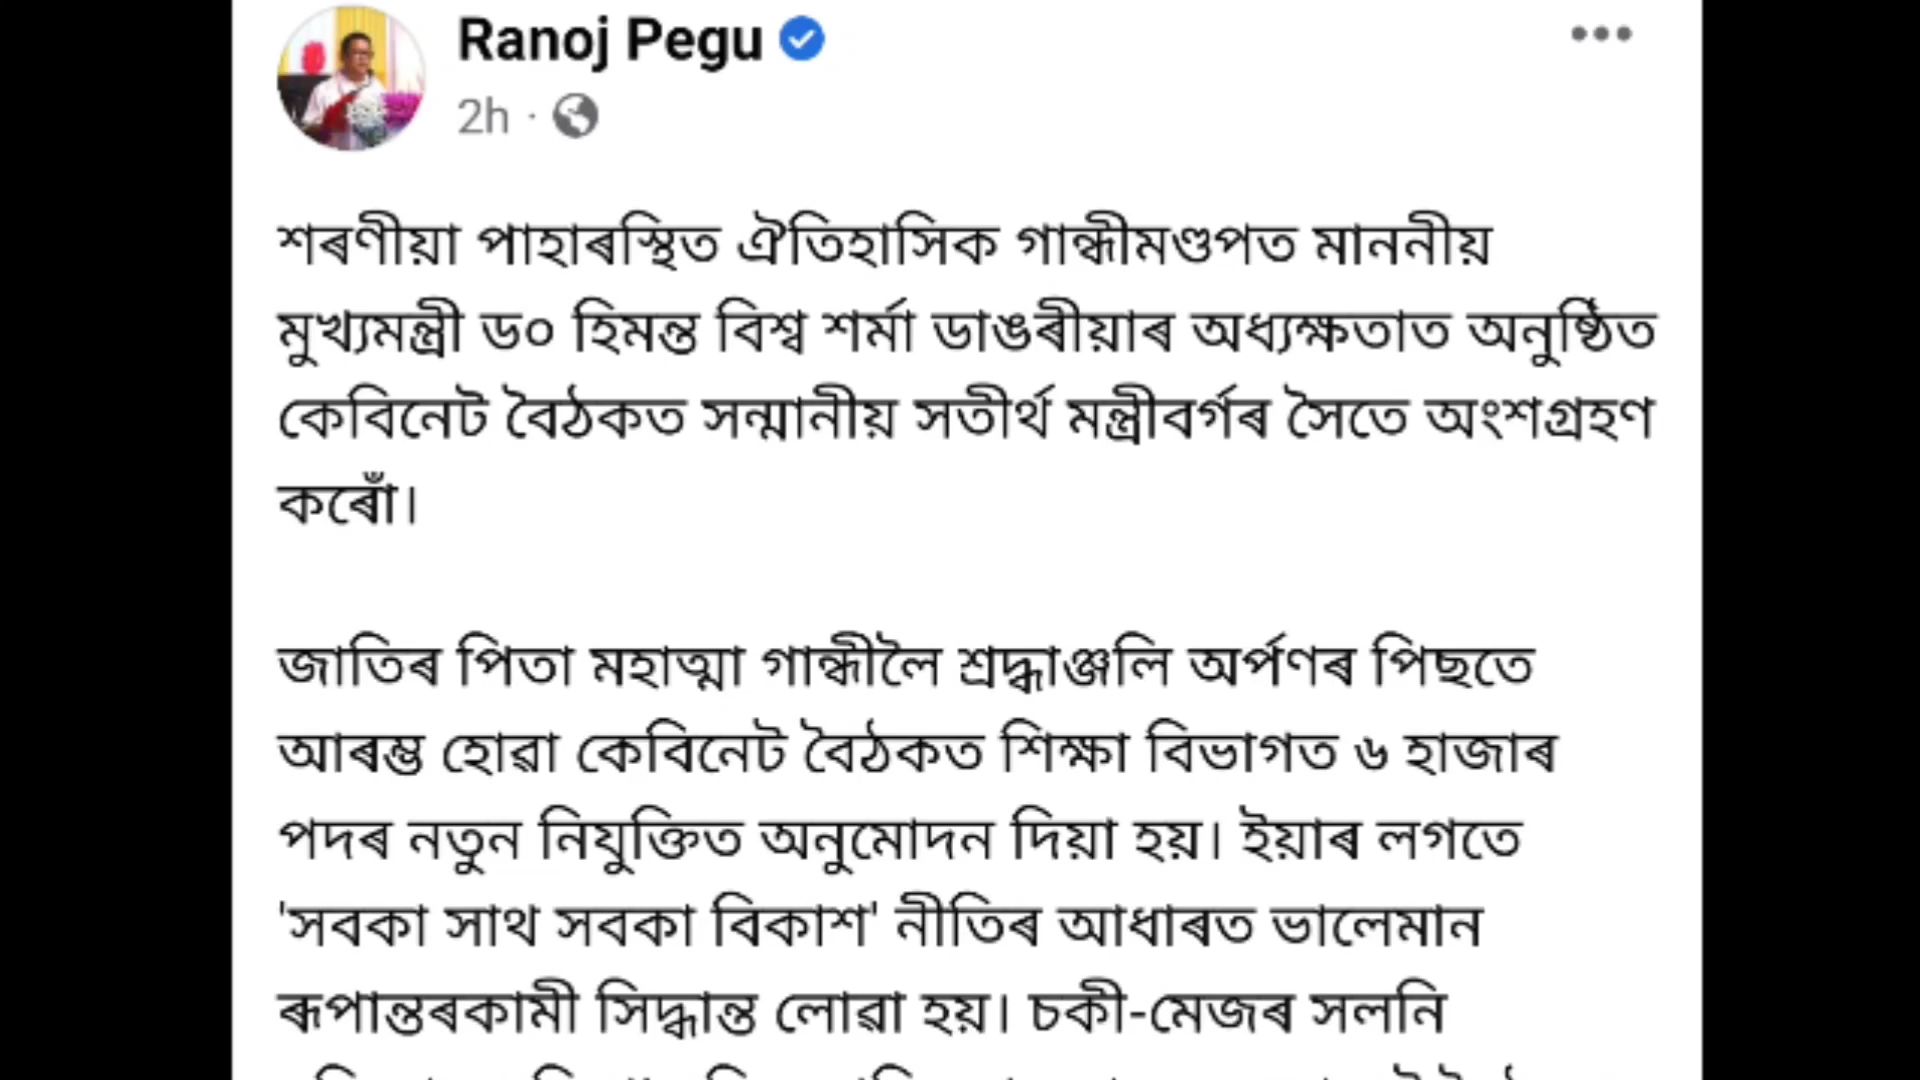 Ranoj Pegu
2h ·
শৰণীয়া পাহাৰস্থিত ঐতিহাসিক গান্ধীমণ্ডপত মাননীয়
মুখ্যমন্ত্ৰী ড০ হিমন্ত বিশ্ব শৰ্মা ডাঙৰীয়াৰ অধ্যক্ষতাত অনুষ্ঠিত
কেবিনেট বৈঠকত সন্মানীয় সতীৰ্থ মন্ত্ৰীবৰ্গৰ সৈতে অংশগ্ৰহণ
কৰোঁ।
জাতিৰ পিতা মহাত্মা গান্ধীলৈ শ্ৰদ্ধাঞ্জলি অৰ্পণৰ পিছতে
আৰম্ভ হোৱা কেবিনেট বৈঠকত শিক্ষা বিভাগত ৬ হাজাৰ
পদৰ নতুন নিযুক্তিত অনুমোদন দিয়া হয়। ইয়াৰ লগতে
'সবকা সাথ সবকা বিকাশ' নীতিৰ আধাৰত ভালেমান
ৰূপান্তৰকামী সিদ্ধান্ত লোৱা হয়। চকী-মেজৰ সলনি